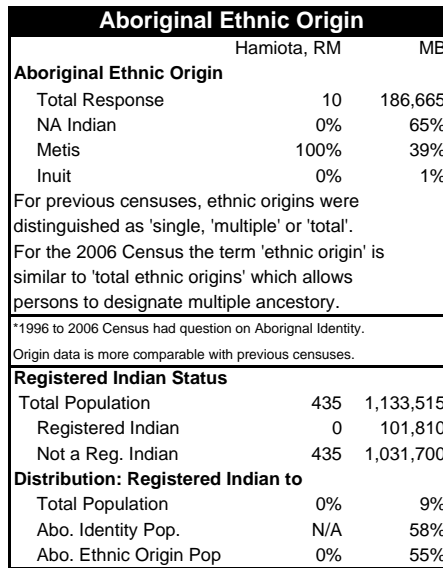 Aboriginal Ethnic Origin
Hamiota, RM MB
Aboriginal Ethnic Origin
Total Response 10 186,665
NA Indian 0% 65%
Metis 100% 39%
Inuit 0% 1%
For previous censuses, ethnic origins were
distinguished as 'single, 'multiple' or 'total'.
For the 2006 Census the term 'ethnic origin' is
similar to 'total ethnic origins' which allows
persons to designate multiple ancestory.
*1996 to 2006 Census had question on Aborignal Identity.
Origin data is more comparable with previous censuses.
Registered Indian Status
Total Population 435 1,133,515
Registered Indian 0 101,810
Not a Reg. Indian 435 1,031,700
Distribution: Registered Indian to
Total Population 0% 9%
Abo. Identity Pop. N/A 58%
Abo. Ethnic Origin Pop 0% 55%